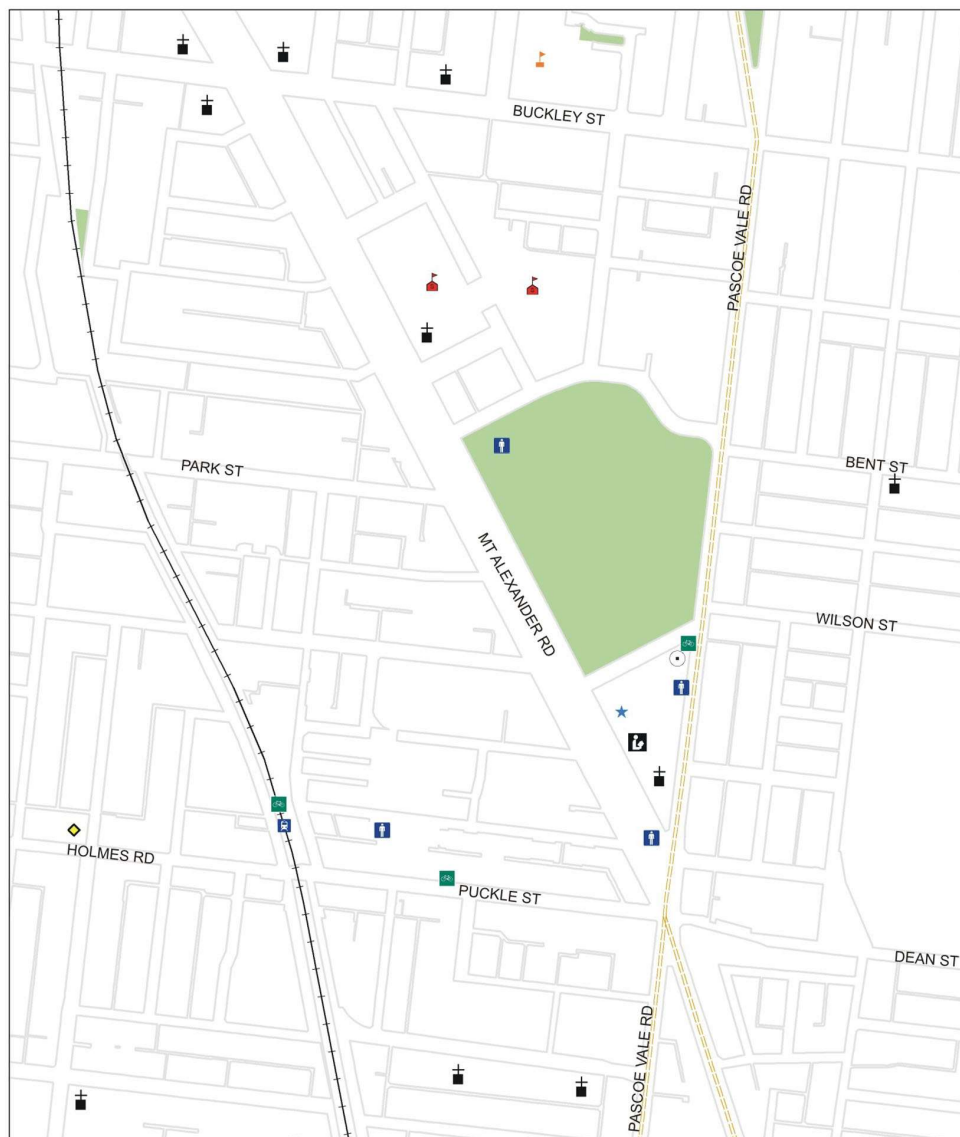 BUCKLEY ST
PASCOE VALE RD
PARK ST
BENT ST
MT ALEXANDER RD
WILSON ST
HOLMES RD
PUCKLE ST
DEAN ST
PASCOE VALE RD